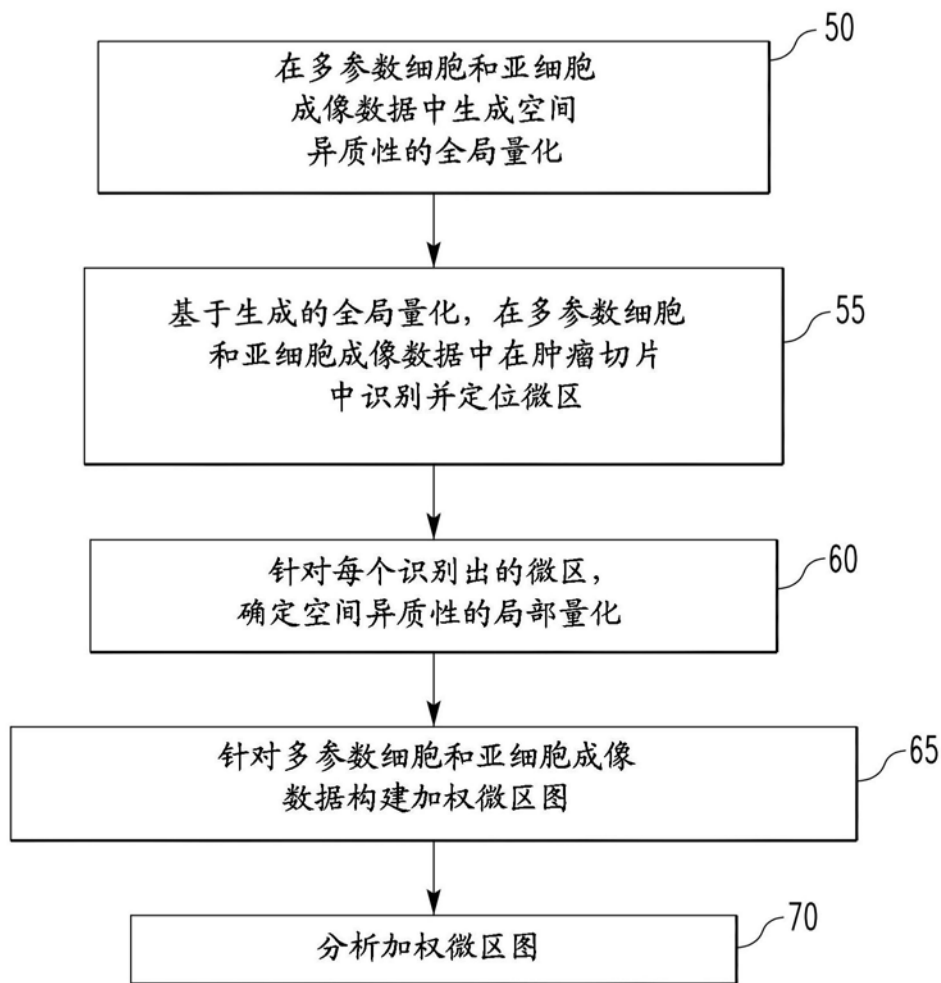 50
在多参数细胞和亚细胞
成像数据中生成空间
异质性的全局量化
55
基于生成的全局量化，在多参数细胞
和亚细胞成像数据中在肿瘤切片
中识别并定位微区
60
针对每个识别出的微区，
确定空间异质性的局部量化
65
针对多参数细胞和亚细胞成像
数据构建加权微区图
70
分析加权微区图